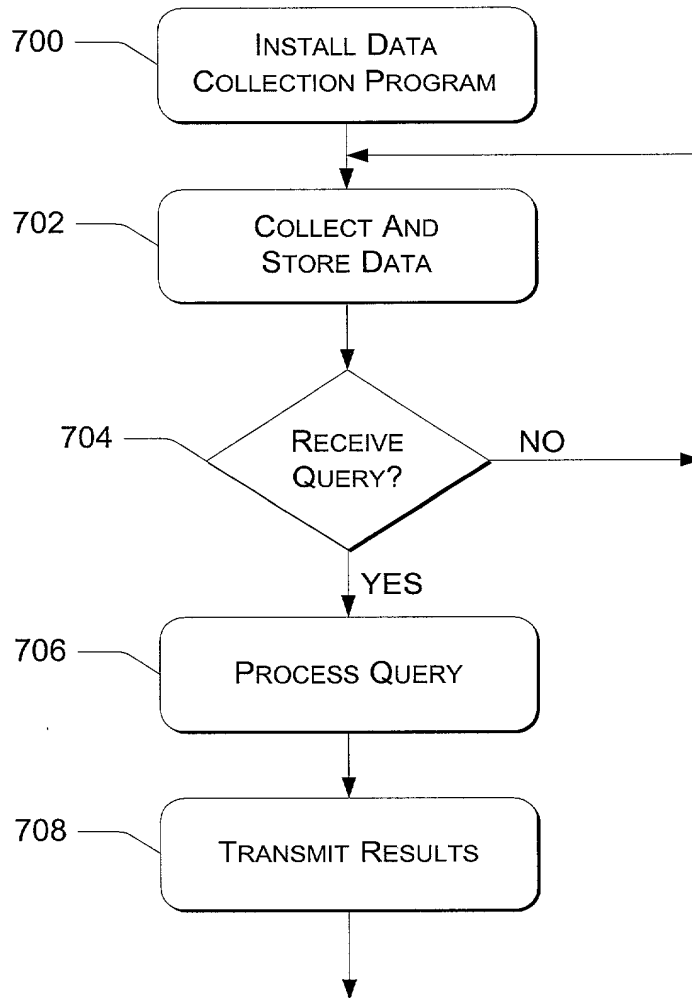 700
INSTALL DATA
COLLECTION PROGRAM
702
COLLECT AND
STORE DATA
704
RECEIVE
QUERY?
NO
YES
706
PROCESS QUERY
708
TRANSMIT RESULTS